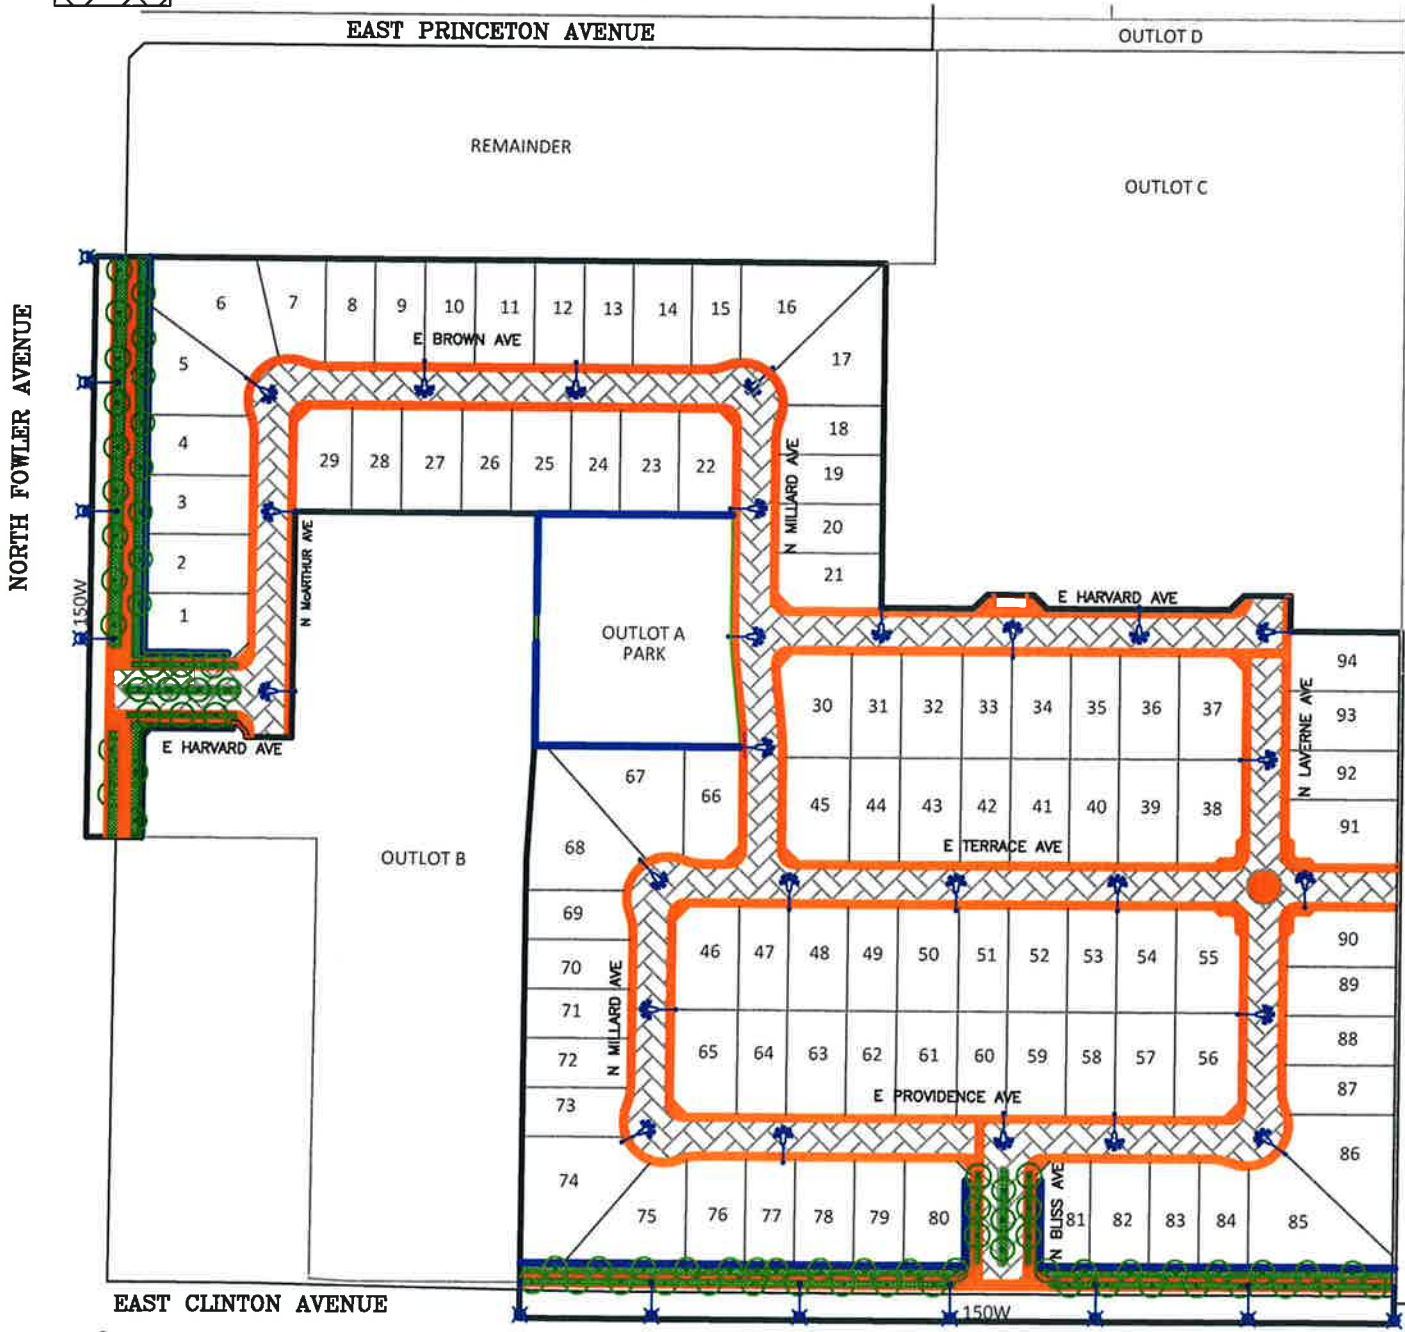 EAST PRINCETON AVENUE
OUTLOT D
REMAINDER
OUTLOT C
NORTH FOWLER AVENUE
6 7 8 9 10 11 12 13 14 15 16
E BROWN AVE
5
17
4
18
29 28 27 26 25 24 23 22
N MILLARD AVE
19
3
20
2
21
N McARTHUR AVE
150W
1
E HARVARD AVE
OUTLOT A
PARK
94
30 31 32 33 34 35 36 37
N LAVERNE AVE
93
E HARVARD AVE
67
92
66
45 44 43 42 41 40 39 38
91
E TERRACE AVE
68
OUTLOT B
69
46 47 48 49 50 51 52 53 54 55
90
70
89
N MILLARD AVE
71
88
72
65 64 63 62 61 60 59 58 57 56
87
73
E PROVIDENCE AVE
86
74
75 76 77 78 79 80
N BLISS AVE
81 82 83 84 85
EAST CLINTON AVENUE
150W